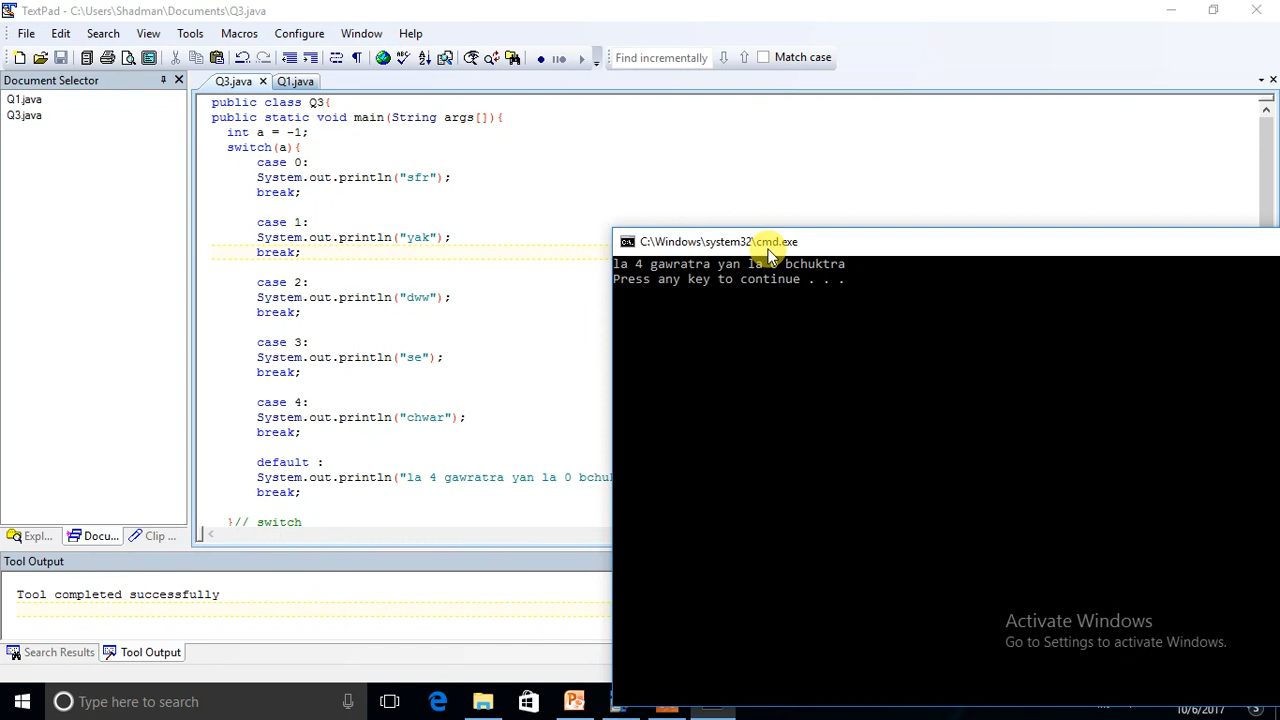 TextPad - C:\Users\Shadman\Documents\Q3.java
File Edit Search View Tools Macros Configure Window Help
Find incrementally Match case
Document Selector
Q1.java
Q3.java
Q3.java Q1.java
public class Q3{
public static void main(String args[]){
int a = -1;
switch(a){
case 0:
System.out.println("sfr");
break;
case 1:
System.out.println("yak");
break;
case 2:
System.out.println("dww");
break;
case 3:
System.out.println("se");
break;
case 4:
System.out.println("chwar");
break;
default :
System.out.println("la 4 gawratra yan la 0
break;
}// switch
Expl... Docu... Clip ...
Tool Output
Tool completed successfully
Search Results Tool Output
C:\Windows\system32\cmd.exe
la 4 gawratra yan la 0 bchuktra
Press any key to continue . . .
Activate Windows
Go to Settings to activate Windows.
Type here to search
10/6/2017